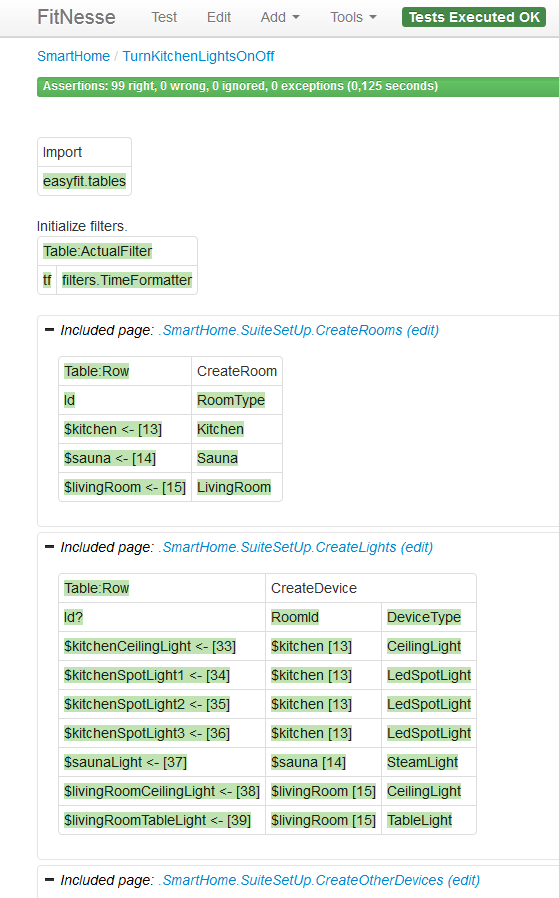 FitNesse Test Edit Add Tools Tests Executed OK
SmartHome / TurnKitchenLightsOnOff
Assertions: 99 right, 0 wrong, 0 ignored, 0 exceptions (0,125 seconds)
Import
easyfit.tables
Initialize filters.
Table:ActualFilter
tf filters.TimeFormatter
Included page: .SmartHome.SuiteSetUp.CreateRooms (edit)
Table:Row CreateRoom
Id RoomType
$kitchen <- [13] Kitchen
$sauna <- [14] Sauna
$livingRoom <- [15] LivingRoom
Included page: .SmartHome.SuiteSetUp.CreateLights (edit)
Table:Row CreateDevice
Id? RoomId DeviceType
$kitchenCeilingLight <- [33] $kitchen [13] CeilingLight
$kitchenSpotLight1 <- [34] $kitchen [13] LedSpotLight
$kitchenSpotLight2 <- [35] $kitchen [13] LedSpotLight
$kitchenSpotLight3 <- [36] $kitchen [13] LedSpotLight
$saunaLight <- [37] $sauna [14] SteamLight
$livingRoomCeilingLight <- [38] $livingRoom [15] CeilingLight
$livingRoomTableLight <- [39] $livingRoom [15] TableLight
Included page: .SmartHome.SuiteSetUp.CreateOtherDevices (edit)